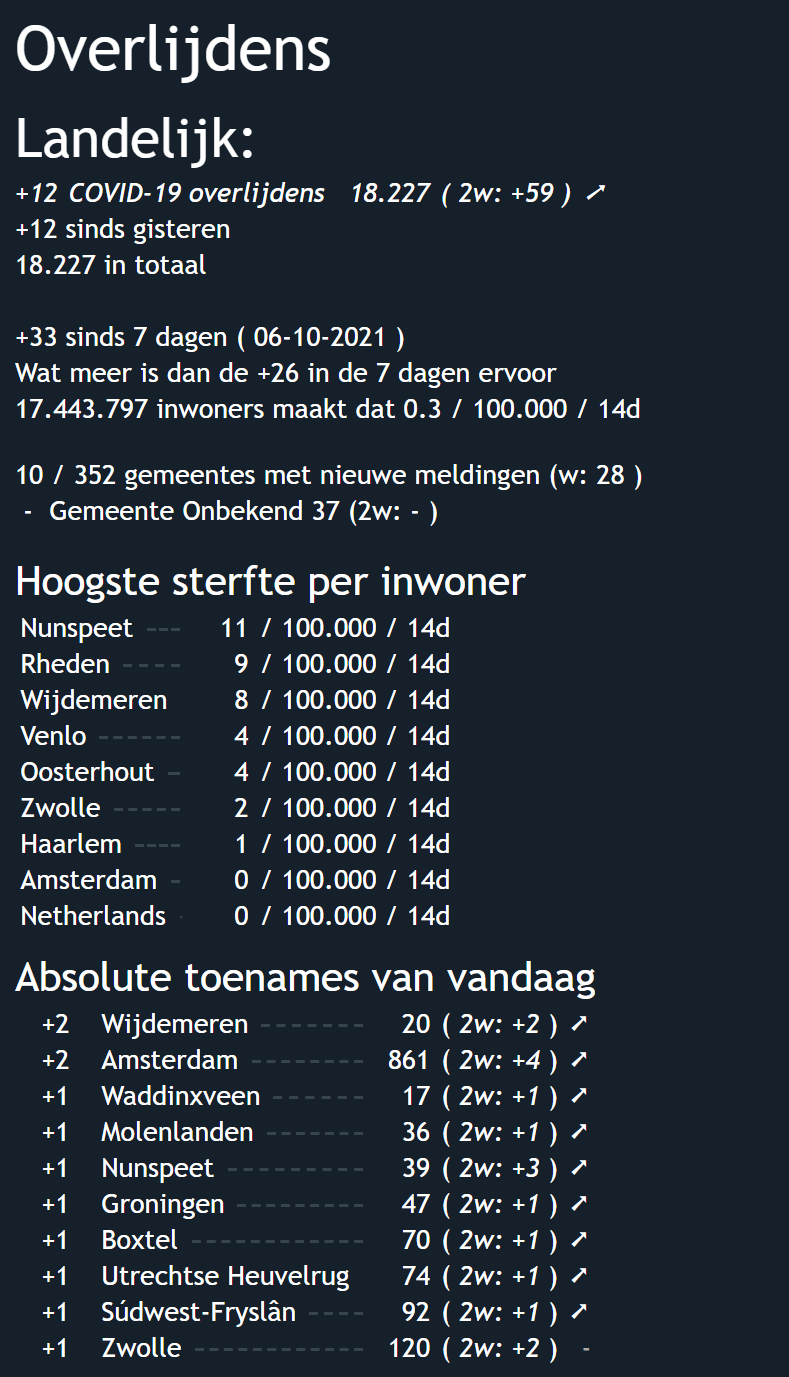 Overlijdens
Landelijk:
+12 COVID-19 overlijdens 18.227 ( 2w: +59 ) ➚
+12 sinds gisteren
18.227 in totaal
+33 sinds 7 dagen ( 06-10-2021 )
Wat meer is dan de +26 in de 7 dagen ervoor
17.443.797 inwoners maakt dat 0.3 / 100.000 / 14d
10 / 352 gemeentes met nieuwe meldingen (w: 28 )
- Gemeente Onbekend 37 (2w: - )
Hoogste sterfte per inwoner
Nunspeet --- 11 / 100.000 / 14d
Rheden ---- 9 / 100.000 / 14d
Wijdemeren 8 / 100.000 / 14d
Venlo ------ 4 / 100.000 / 14d
Oosterhout - 4 / 100.000 / 14d
Zwolle ----- 2 / 100.000 / 14d
Haarlem ---- 1 / 100.000 / 14d
Amsterdam - 0 / 100.000 / 14d
Netherlands 0 / 100.000 / 14d
Absolute toenames van vandaag
+2 Wijdemeren ------- 20 ( 2w: +2 ) ➚
+2 Amsterdam -------- 861 ( 2w: +4 ) ➚
+1 Waddinxveen ------ 17 ( 2w: +1 ) ➚
+1 Molenlanden ------- 36 ( 2w: +1 ) ➚
+1 Nunspeet ---------- 39 ( 2w: +3 ) ➚
+1 Groningen --------- 47 ( 2w: +1 ) ➚
+1 Boxtel ------------ 70 ( 2w: +1 ) ➚
+1 Utrechtse Heuvelrug 74 ( 2w: +1 ) ➚
+1 Súdwest-Fryslân ---- 92 ( 2w: +1 ) ➚
+1 Zwolle ------------ 120 ( 2w: +2 ) -